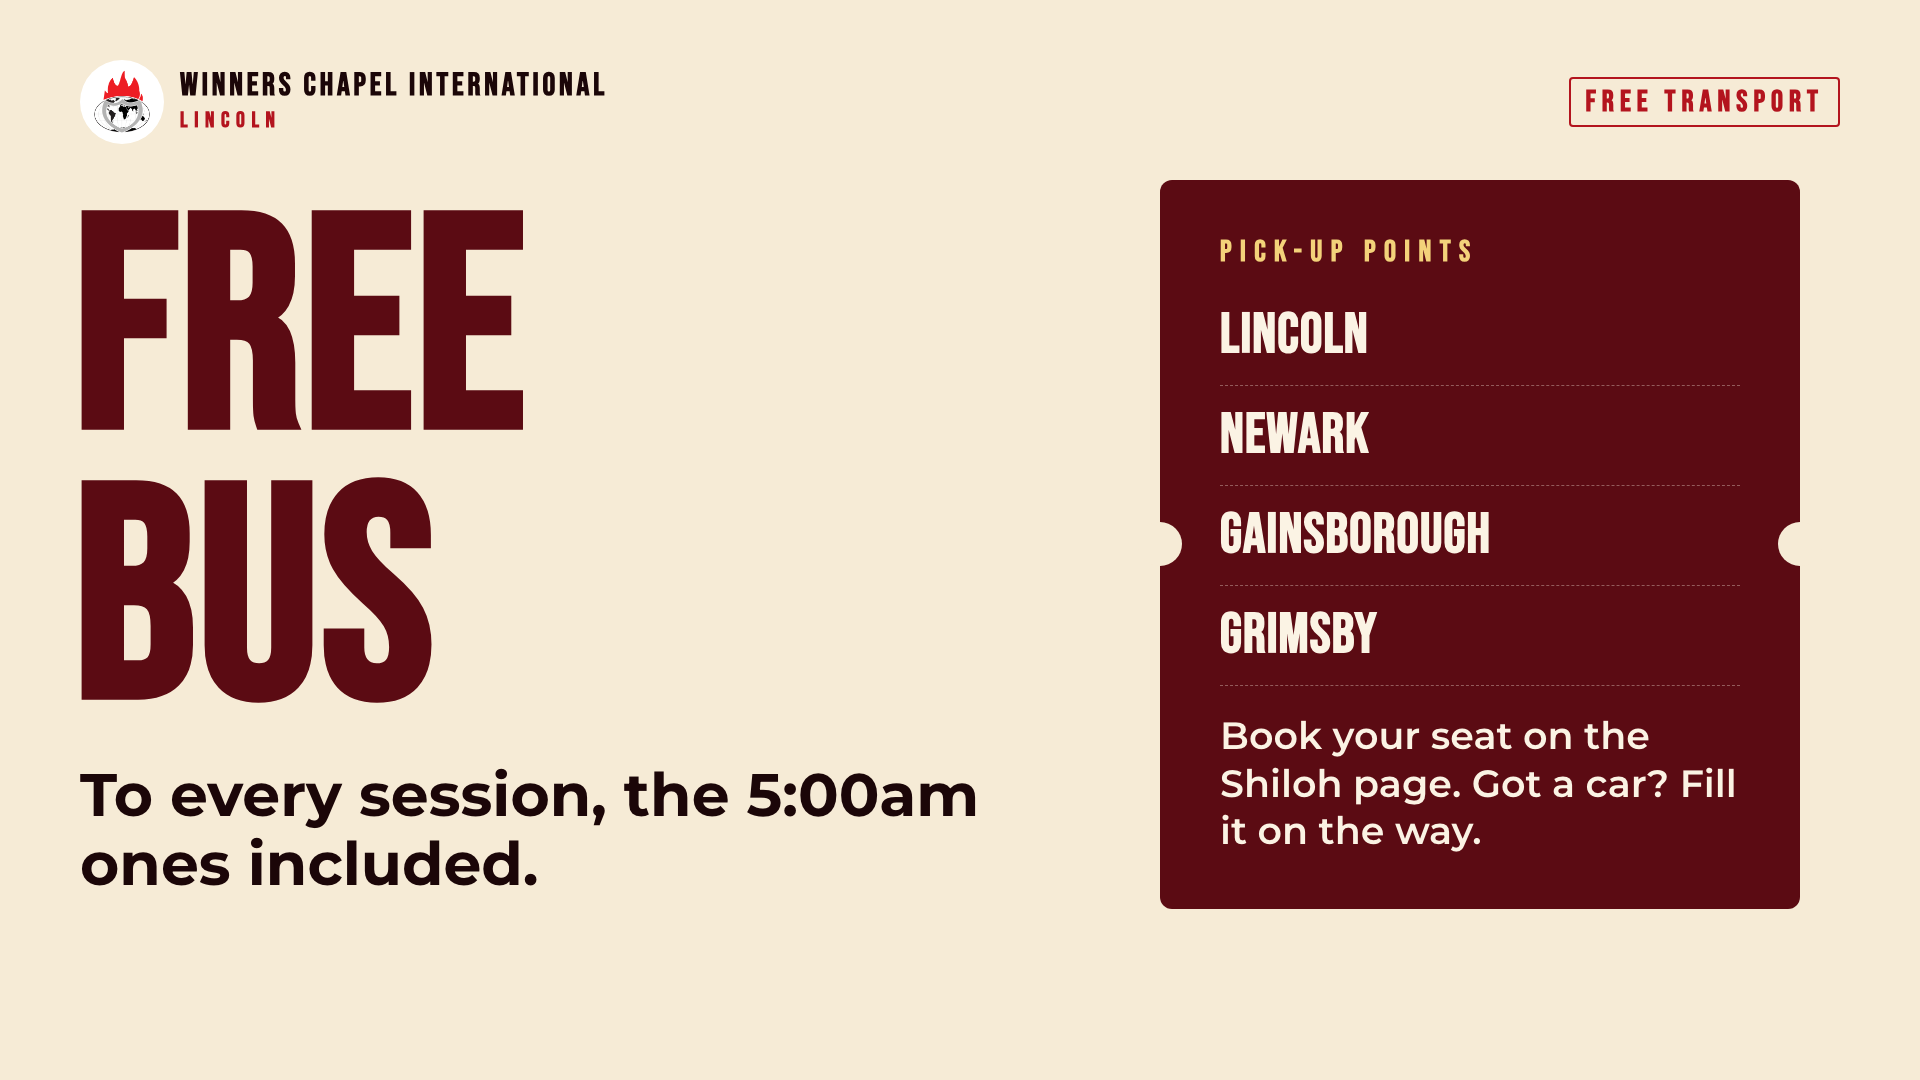 WINNERS CHAPEL INTERNATIONAL
LINCOLN
FREE TRANSPORT
FREE
BUS
To every session, the 5:00am
ones included.
PICK-UP POINTS
LINCOLN
NEWARK
GAINSBOROUGH
GRIMSBY
Book your seat on the
Shiloh page. Got a car? Fill
it on the way.